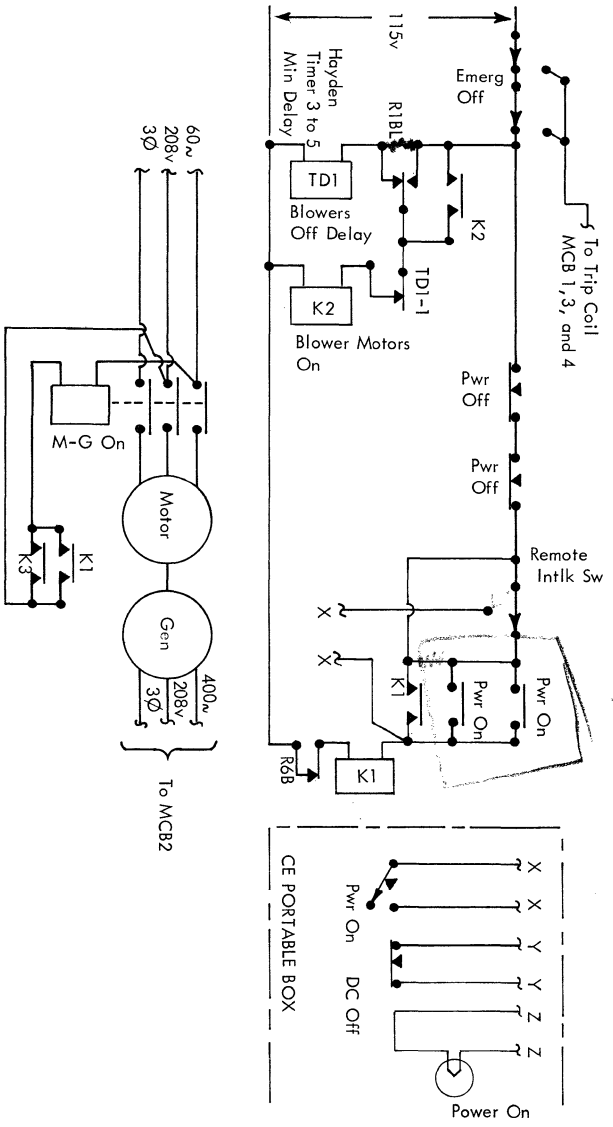 115v
Emerg
Off
To Trip Coil
MCB 1,3, and 4
Hayden
Timer 3 to 5
Min Delay
R1BL
TD1
Blowers
Off Delay
K2
TD1-1
K2
Blower Motors
On
Pwr
Off
Pwr
Off
Remote
Intlk Sw
X
X
K1
Pwr On
Pwr On
R6B
K1
60~
208v
3Ø
M-G On
Motor
Gen
K1
K3
400~
208v
3Ø
To MCB2
X
X
Y
Y
Z
Z
Pwr On
DC Off
CE PORTABLE BOX
Power On